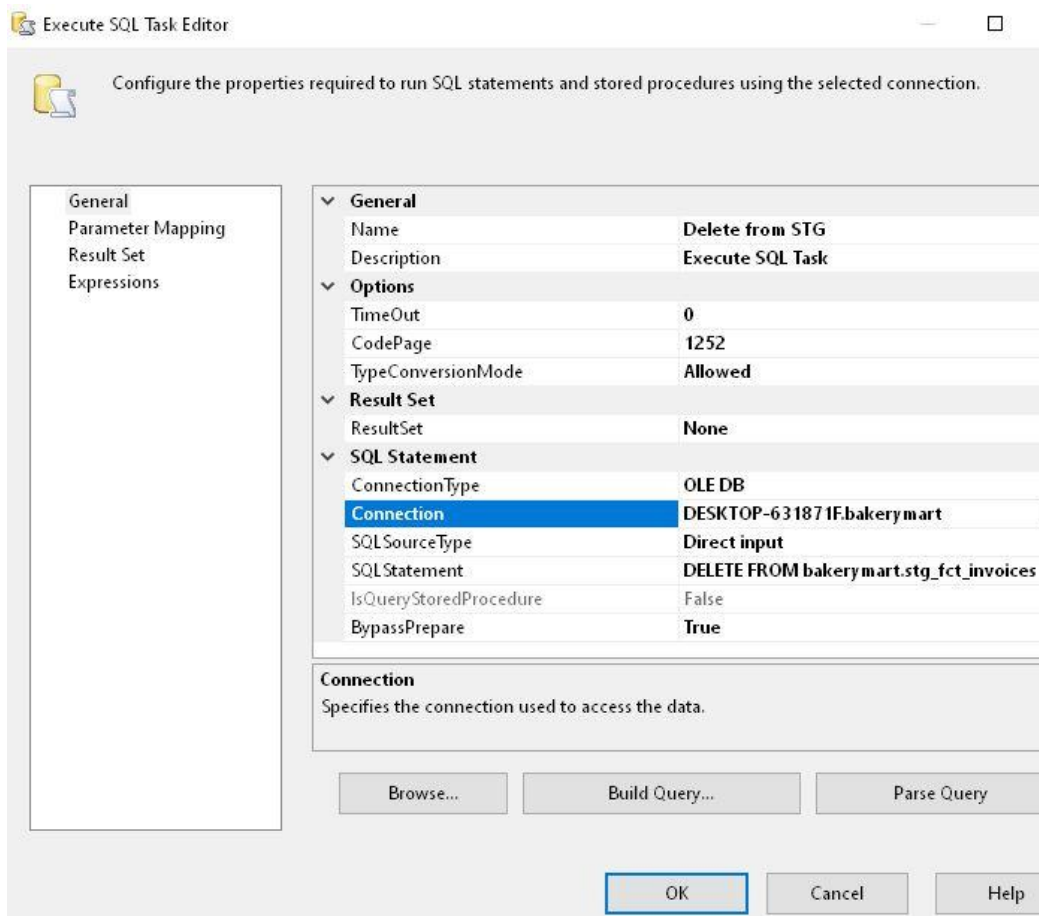 Execute SQL Task Editor
Configure the properties required to run SQL statements and stored procedures using the selected connection.
General
Parameter Mapping
Result Set
Expressions
General
Name Delete from STG
Description Execute SQL Task
Options
TimeOut 0
CodePage 1252
TypeConversionMode Allowed
Result Set
ResultSet None
SQL Statement
ConnectionType OLE DB
Connection DESKTOP-631871F.bakerymart
SQLSourceType Direct input
SQLStatement DELETE FROM bakerymart.stg_fct_invoices
IsQueryStoredProcedure False
BypassPrepare True
Connection
Specifies the connection used to access the data.
Browse... Build Query... Parse Query
OK Cancel Help